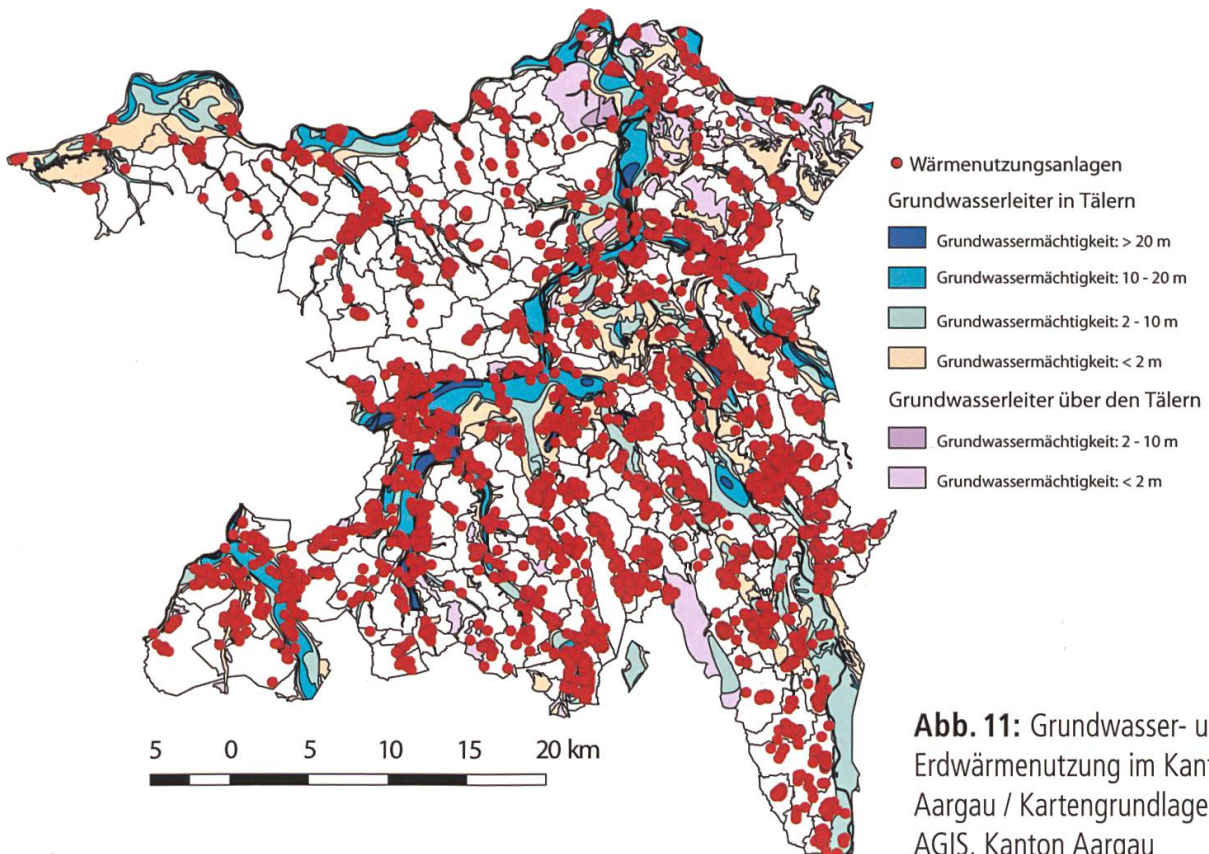 Wärmenutzungsanlagen
Grundwasserleiter in Tälern
Grundwassermächtigkeit: > 20 m
Grundwassermächtigkeit: 10 - 20 m
Grundwassermächtigkeit: 2 - 10 m
Grundwassermächtigkeit: < 2 m
Grundwasserleiter über den Tälern
Grundwassermächtigkeit: 2 - 10 m
Grundwassermächtigkeit: < 2 m
5 0 5 10 15 20 km
Abb. 11: Grundwasser- u
Erdwärmenutzung im Kan
Aargau / Kartengrundlage
AGIS, Kanton Aargau